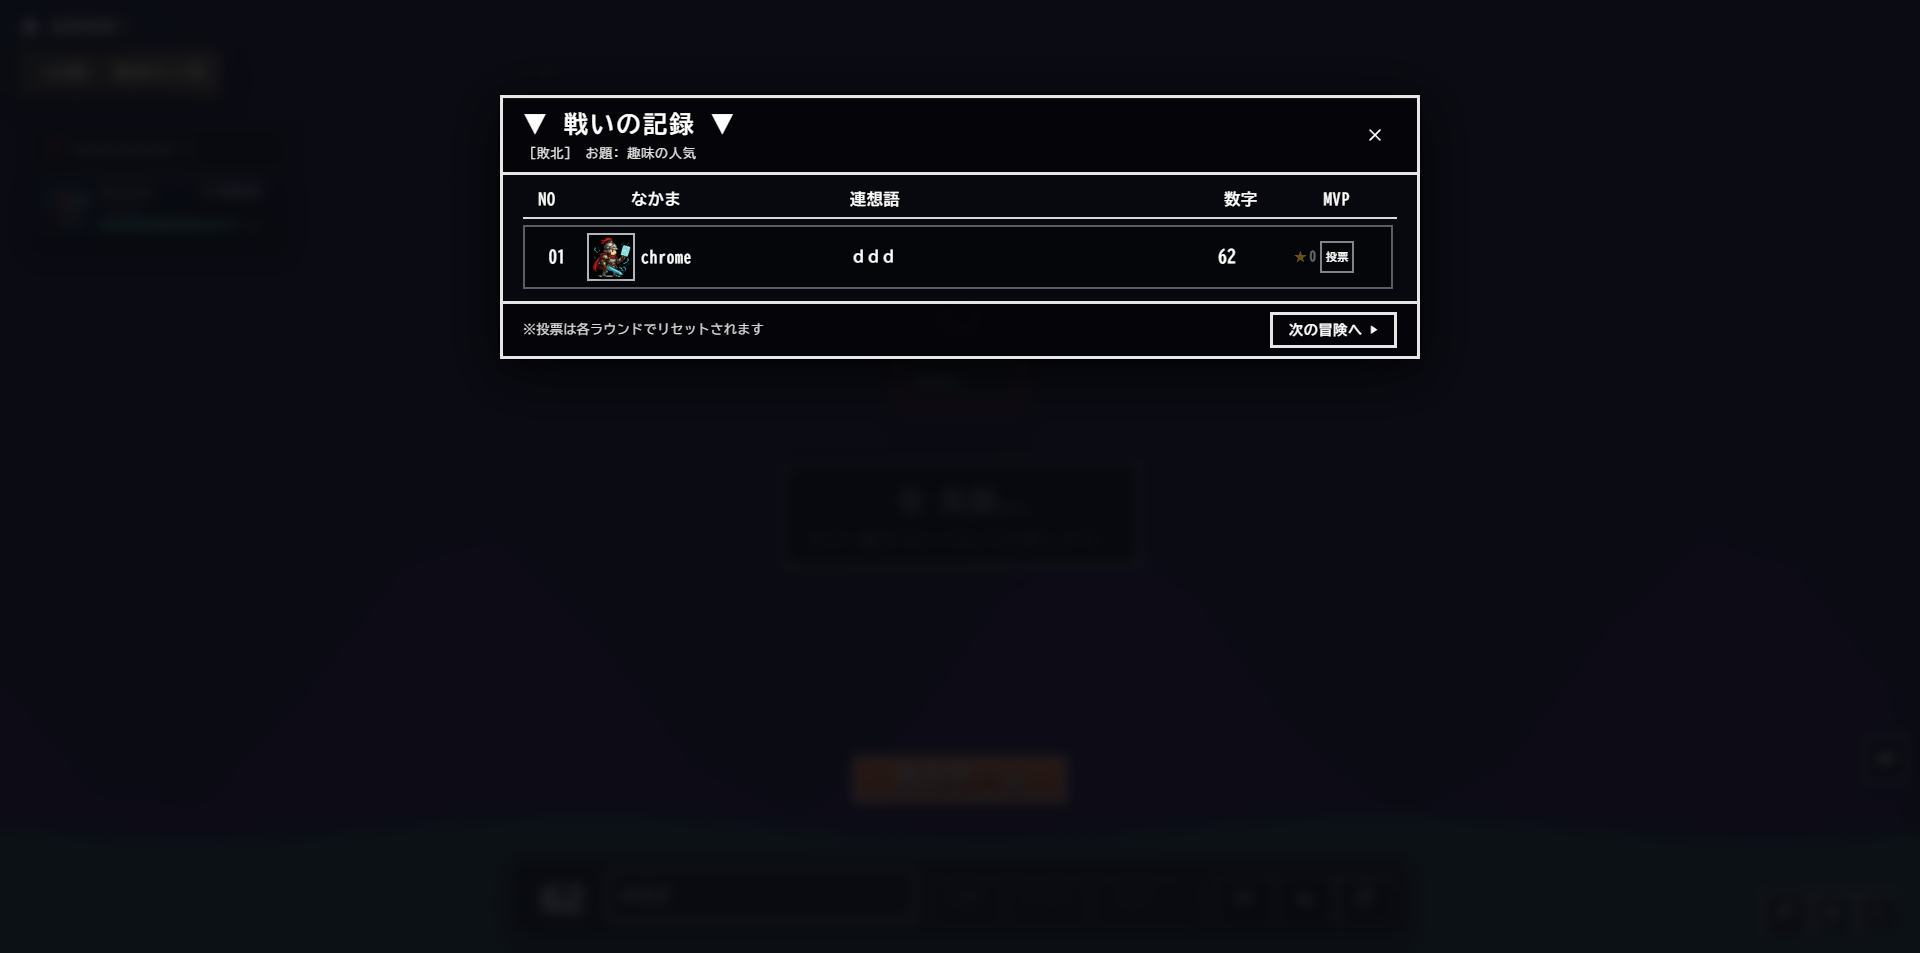 ▼ 戦いの記録 ▼
[敗北] お題: 趣味の人気
×
NO なかま 連想語 数字 MVP
01 chrome ddd 62 ★0 投票
※投票は各ラウンドでリセットされます
次の冒険へ ▶
62